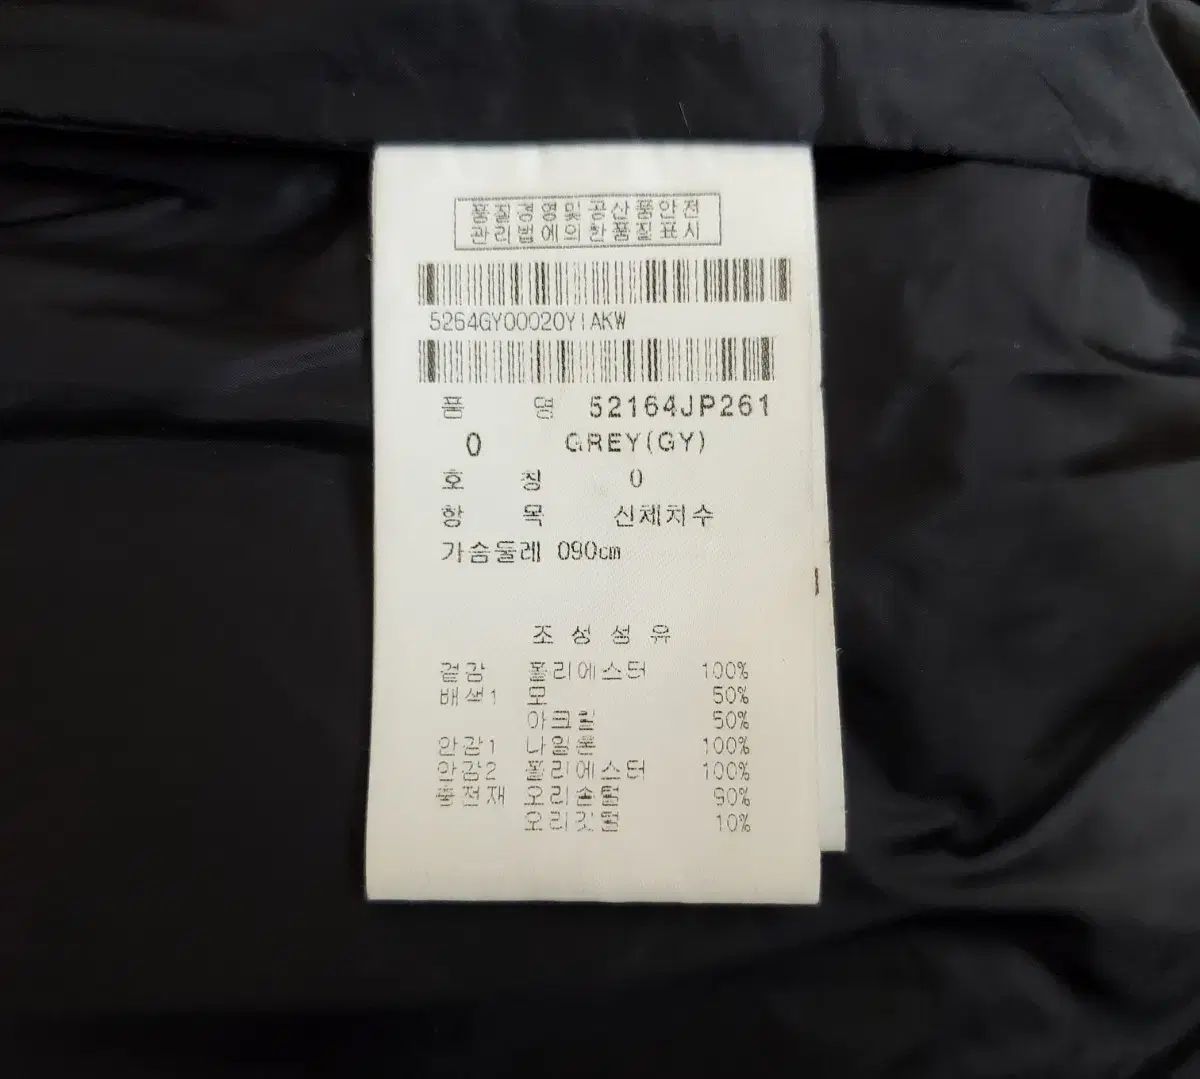 품질경영및공산품안전
관리법에의한품질표시
5264GY00020YIAKW
품 명 52164JP261
0 GREY(GY)
호 칭 0
항 목 신체치수
가슴둘레 090cm
조성섬유
겉감 폴리에스터 100%
배색1 모 50%
아크릴 50%
안감1 나일론 100%
안감2 폴리에스터 100%
충전재 오리솜털 90%
오리깃털 10%